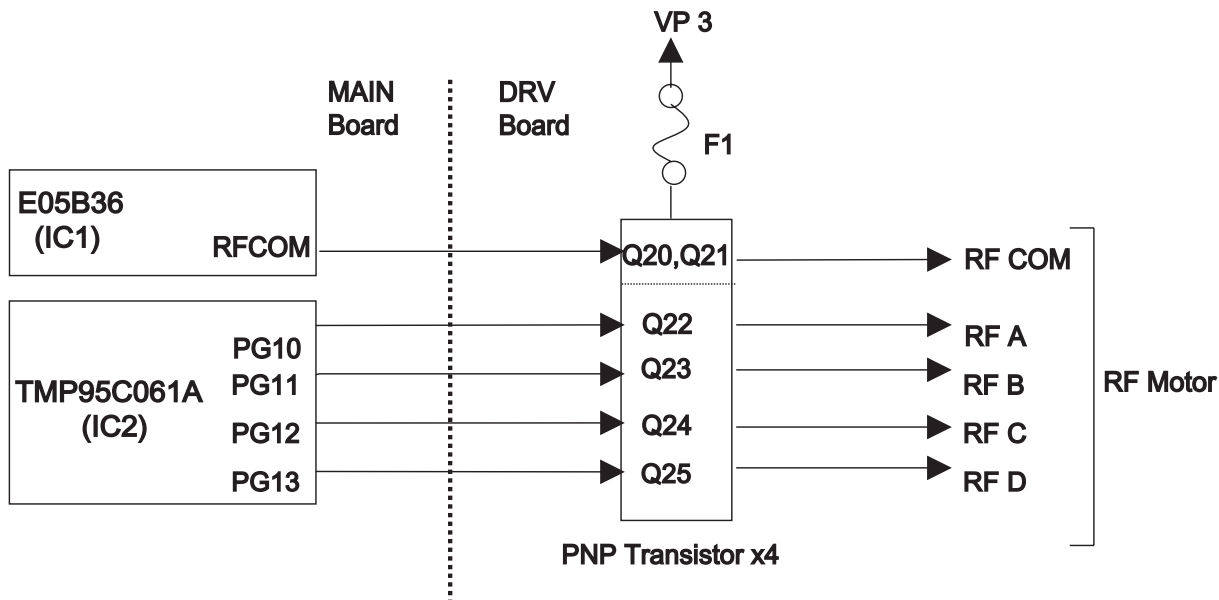 VP 3
MAIN
Board
DRV
Board
F1
E05B36
(IC1)
RFCOM
Q20,Q21
RF COM
TMP95C061A
(IC2)
PG10
PG11
PG12
PG13
Q22
Q23
Q24
Q25
RF A
RF B
RF C
RF D
RF Motor
PNP Transistor x4